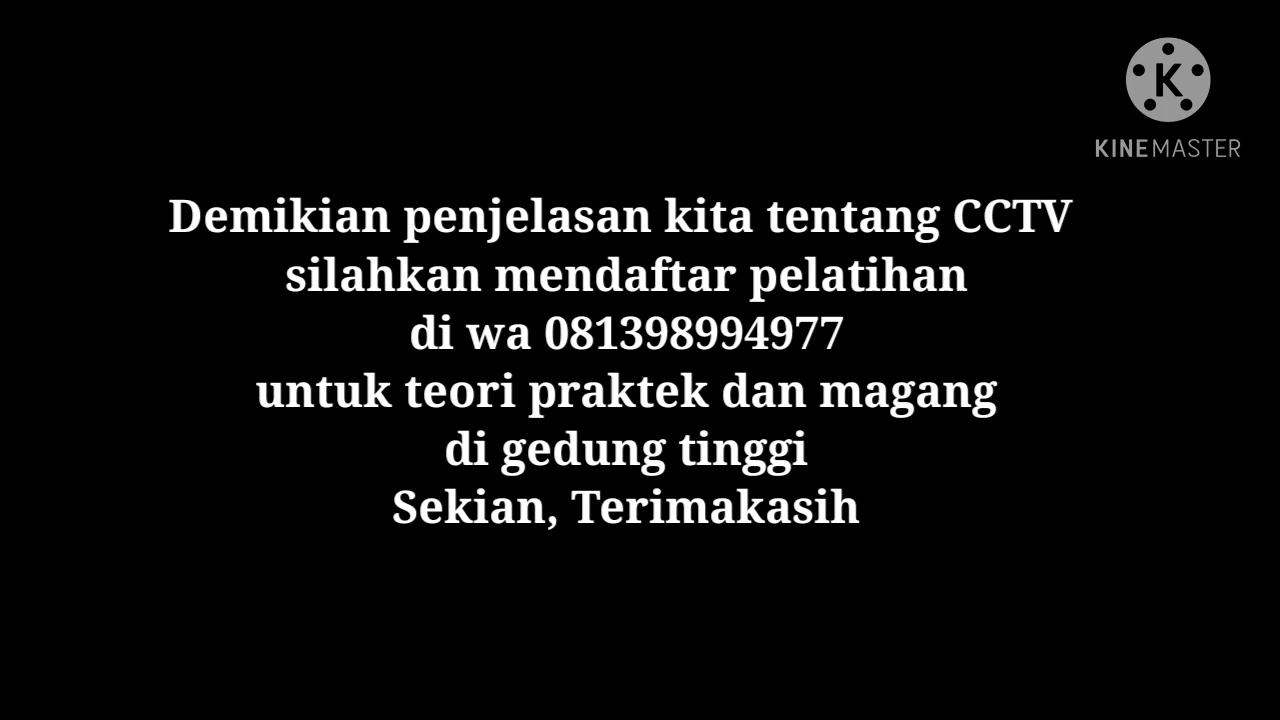 KINEMASTER
Demikian penjelasan kita tentang CCTV
silahkan mendaftar pelatihan
di wa 081398994977
untuk teori praktek dan magang
di gedung tinggi
Sekian, Terimakasih